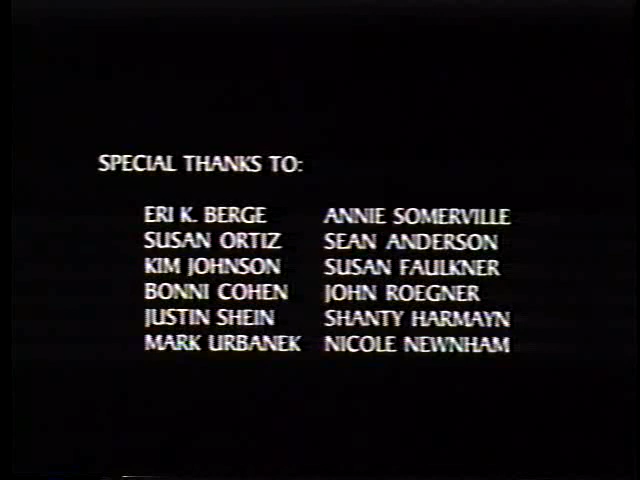 SPECIAL THANKS TO:
ERI K. BERGE ANNIE SOMERVILLE
SUSAN ORTIZ SEAN ANDERSON
KIM JOHNSON SUSAN FAULKNER
BONNI COHEN JOHN ROEGNER
JUSTIN SHEIN SHANTY HARMAYN
MARK URBANEK NICOLE NEWNHAM